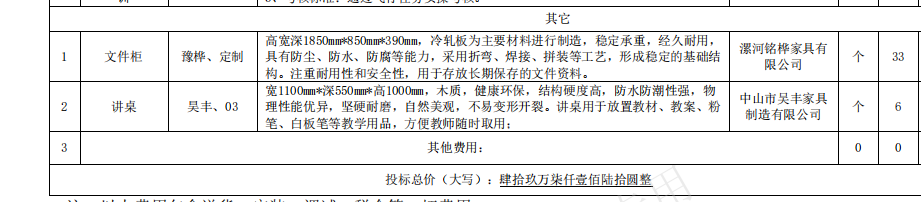 其它
1 文件柜 豫桦、定制 高宽深1850mm*850mm*390mm，冷轧板为主要材料进行制造，稳定承重，经久耐用，
具有防尘、防水、防腐等能力，采用折弯、焊接、拼装等工艺，形成稳定的基础结
构。注重耐用性和安全性，用于存放长期保存的文件资料。 漯河铭桦家具有
限公司 个 33
2 讲桌 吴丰、03 宽1100mm*深550mm*高1000mm，木质，健康环保，结构硬度高，防水防潮性强，物
理性能优异，坚硬耐磨，自然美观，不易变形开裂。讲桌用于放置教材、教案、粉
笔、白板笔等教学用品，方便教师随时取用； 中山市吴丰家具
制造有限公司 个 6
3 其他费用： 0 0
投标总价（大写）：肆拾玖万柒仟壹佰陆拾圆整